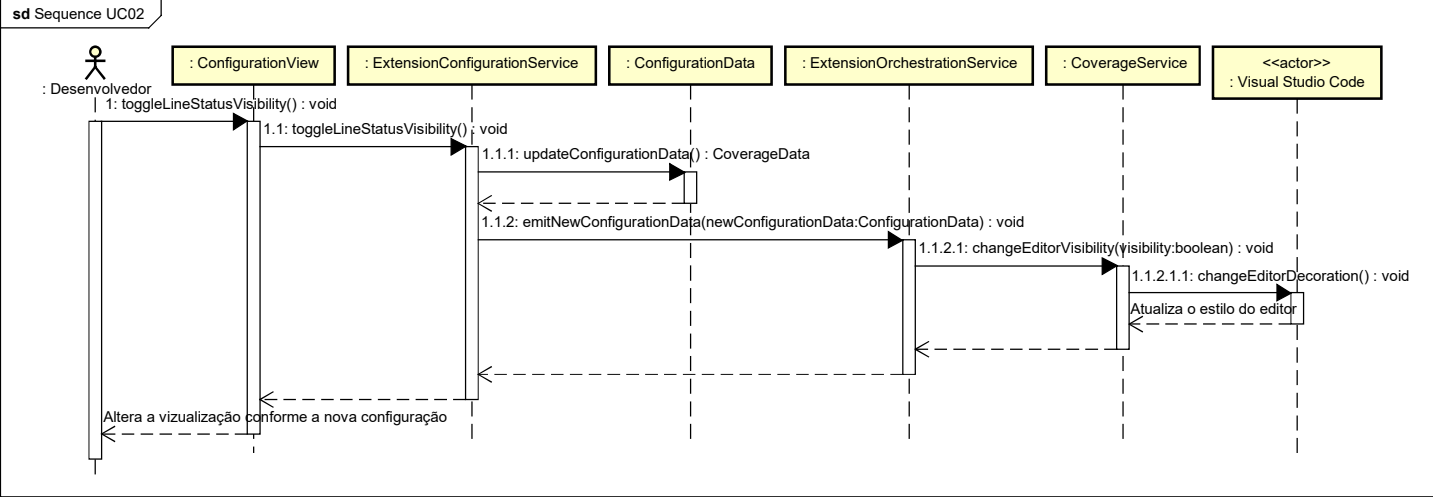 sd Sequence UC02
: Desenvolvedor
: ConfigurationView
: ExtensionConfigurationService
: ConfigurationData
: ExtensionOrchestrationService
: CoverageService
<<actor>>
: Visual Studio Code
1: toggleLineStatusVisibility() : void
1.1: toggleLineStatusVisibility() : void
1.1.1: updateConfigurationData() : CoverageData
1.1.2: emitNewConfigurationData(newConfigurationData:ConfigurationData) : void
1.1.2.1: changeEditorVisibility(visibility:boolean) : void
1.1.2.1.1: changeEditorDecoration() : void
Atualiza o estilo do editor
Altera a vizualização conforme a nova configuração